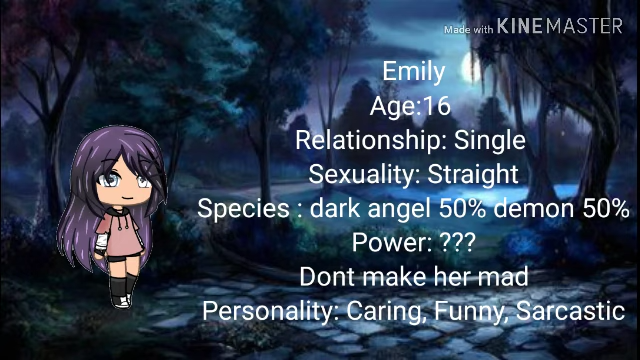 Made with KINEMASTER
Emily
Age:16
Relationship: Single
Sexuality: Straight
Species : dark angel 50% demon 50%
Power: ???
Dont make her mad
Personality: Caring, Funny, Sarcastic